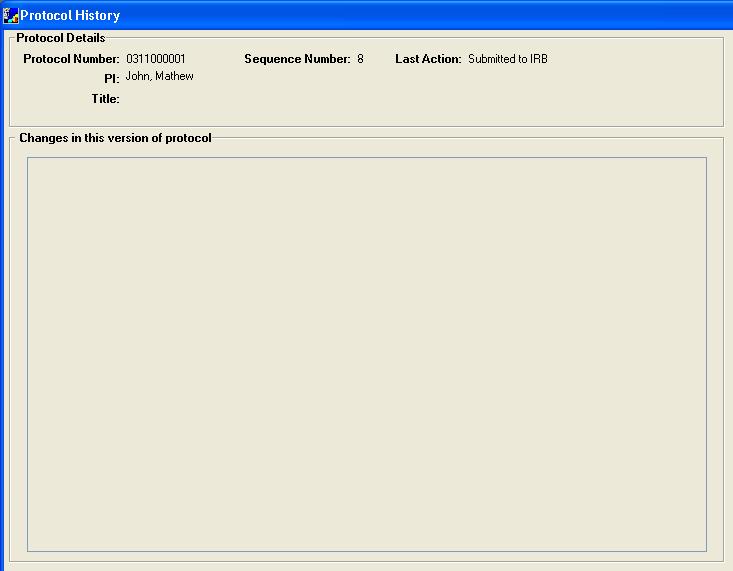 Protocol History
Protocol Details
Protocol Number: 0311000001 Sequence Number: 8 Last Action: Submitted to IRB
PI: John, Mathew
Title:
Changes in this version of protocol